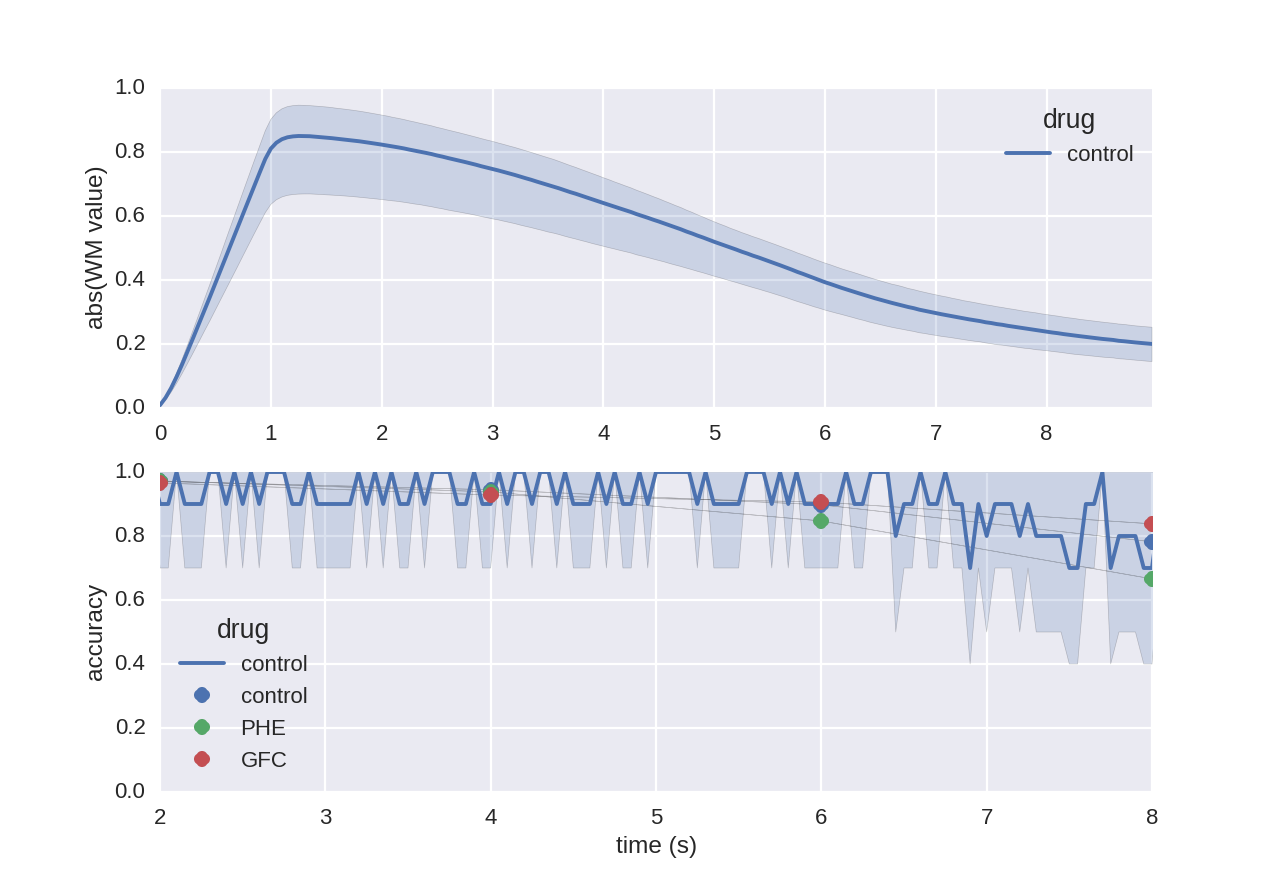 1.0
0.8
0.6
0.4
0.2
0.0
abs(WM value)
drug
control
0 1 2 3 4 5 6 7 8
1.0
0.8
0.6
0.4
0.2
0.0
accuracy
drug
control
control
PHE
GFC
2 3 4 5 6 7 8
time (s)